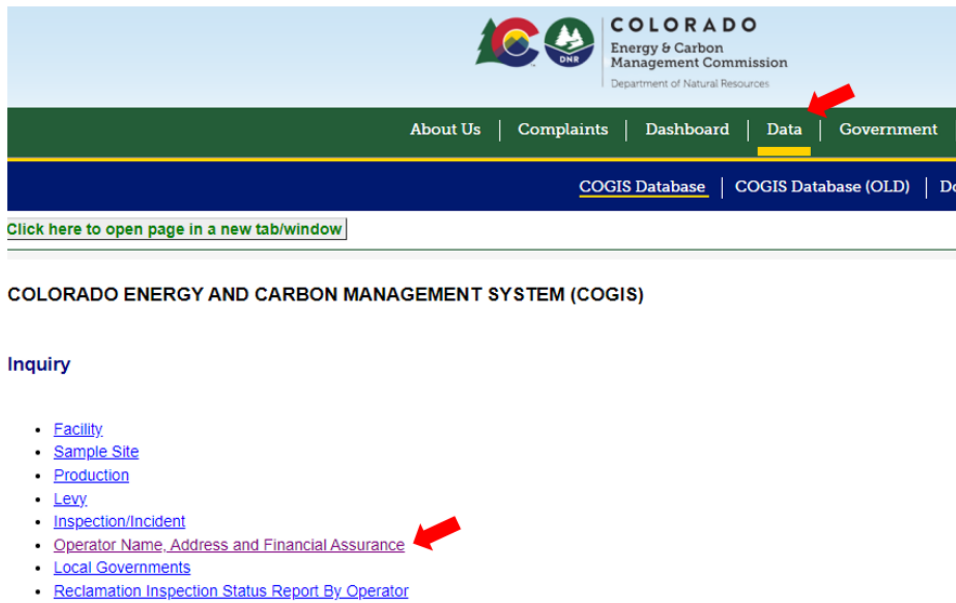 COLORADO
Energy & Carbon
Management Commission
DNR
Department of Natural Resources
About Us | Complaints | Dashboard | Data | Government
COGIS Database | COGIS Database (OLD) | Do
Click here to open page in a new tab/window
COLORADO ENERGY AND CARBON MANAGEMENT SYSTEM (COGIS)
Inquiry
• Facility
• Sample Site
• Production
• Levy
• Inspection/Incident
• Operator Name, Address and Financial Assurance
• Local Governments
• Reclamation Inspection Status Report By Operator